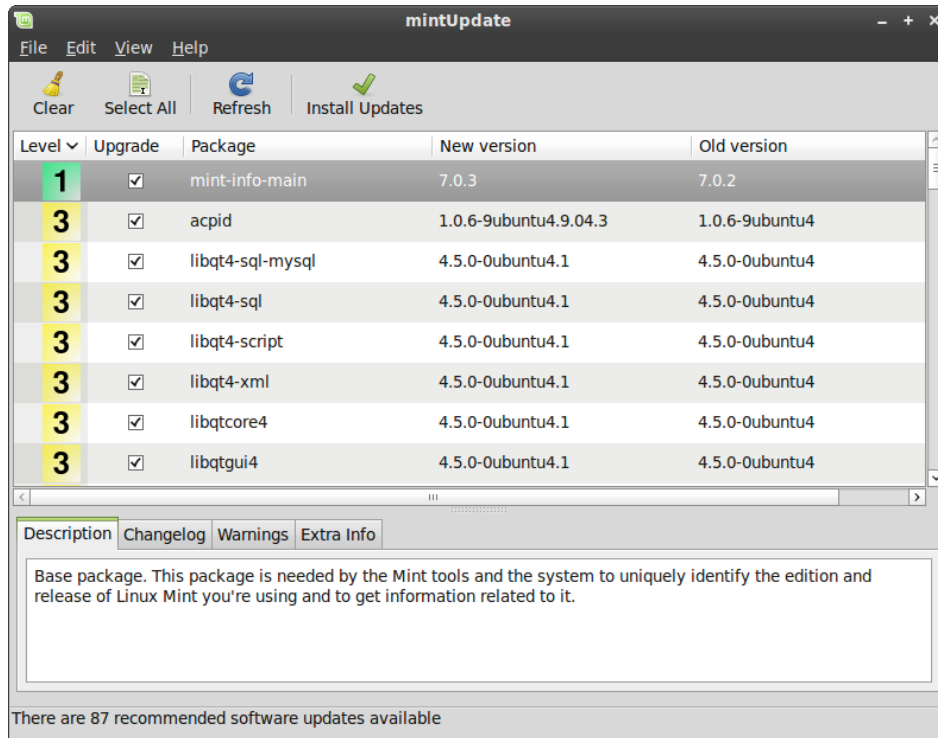 mintUpdate
File Edit View Help
Clear Select All Refresh Install Updates
Level Upgrade Package New version Old version
1 mint-info-main 7.0.3 7.0.2
3 acpid 1.0.6-9ubuntu4.9.04.3 1.0.6-9ubuntu4
3 libqt4-sql-mysql 4.5.0-0ubuntu4.1 4.5.0-0ubuntu4
3 libqt4-sql 4.5.0-0ubuntu4.1 4.5.0-0ubuntu4
3 libqt4-script 4.5.0-0ubuntu4.1 4.5.0-0ubuntu4
3 libqt4-xml 4.5.0-0ubuntu4.1 4.5.0-0ubuntu4
3 libqtcore4 4.5.0-0ubuntu4.1 4.5.0-0ubuntu4
3 libqtgui4 4.5.0-0ubuntu4.1 4.5.0-0ubuntu4
Description Changelog Warnings Extra Info
Base package. This package is needed by the Mint tools and the system to uniquely identify the edition and
release of Linux Mint you're using and to get information related to it.
There are 87 recommended software updates available